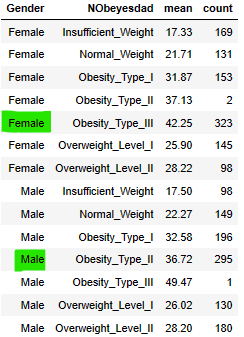 Gender NObeyesdad mean count
Female Insufficient_Weight 17.33 169
Female Normal_Weight 21.71 131
Female Obesity_Type_I 31.87 153
Female Obesity_Type_II 37.13 2
Female Obesity_Type_III 42.25 323
Female Overweight_Level_I 25.90 145
Female Overweight_Level_II 28.22 98
Male Insufficient_Weight 17.50 98
Male Normal_Weight 22.27 149
Male Obesity_Type_I 32.58 196
Male Obesity_Type_II 36.72 295
Male Obesity_Type_III 49.47 1
Male Overweight_Level_I 26.02 130
Male Overweight_Level_II 28.20 180